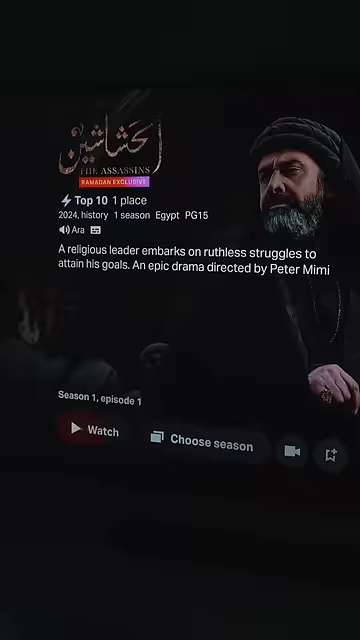 الحشاشين
THE ASSASSINS
RAMADAN EXCLUSIVE
Top 10 1 place
2024, history 1 season Egypt PG15
Ara
A religious leader embarks on ruthless struggles to
attain his goals. An epic drama directed by Peter Mimi
Season 1, episode 1
Watch
Choose season